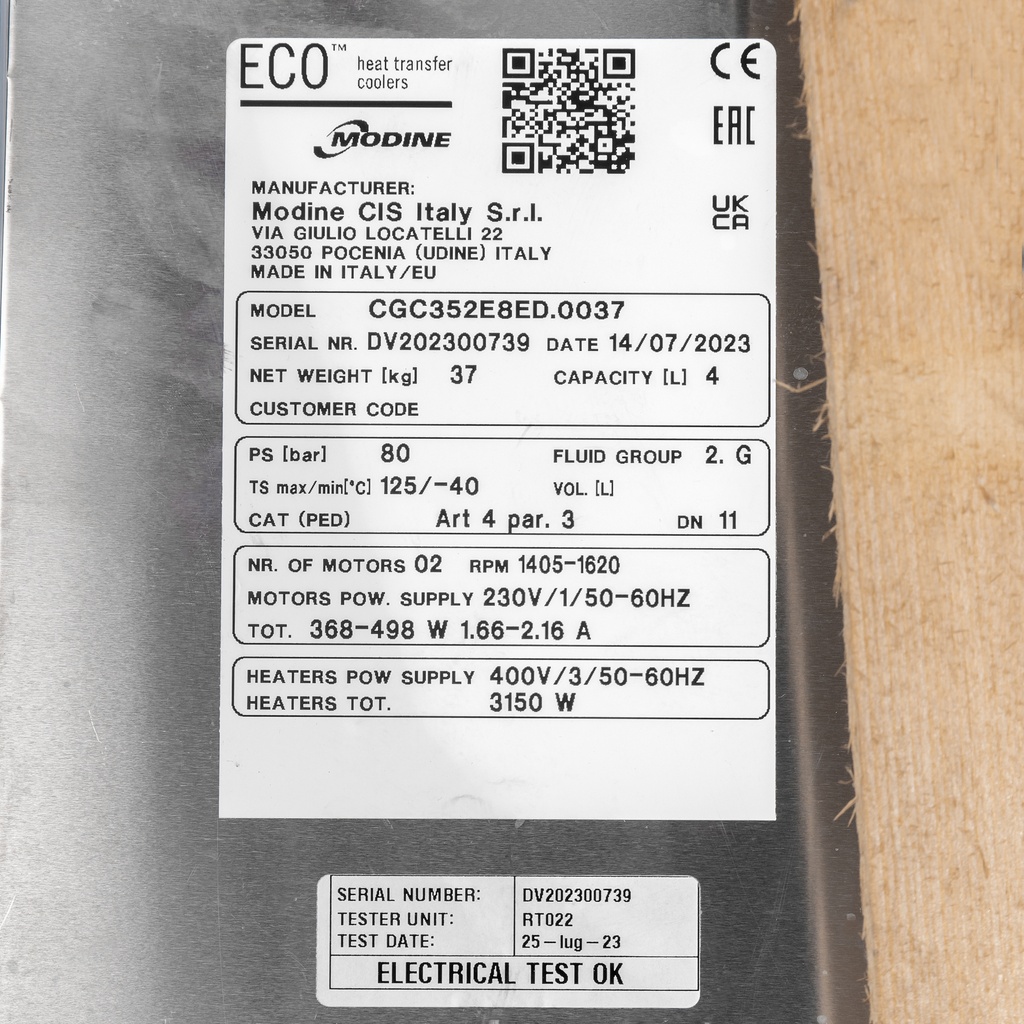 ECO™ heat transfer
coolers
MODINE
CE
EAC
UK
CA
MANUFACTURER:
Modine CIS Italy S.r.l.
VIA GIULIO LOCATELLI 22
33050 POCENIA (UDINE) ITALY
MADE IN ITALY/EU
MODEL CGC352E8ED.0037
SERIAL NR. DV202300739 DATE 14/07/2023
NET WEIGHT [kg] 37 CAPACITY [L] 4
CUSTOMER CODE
PS [bar] 80 FLUID GROUP 2. G
TS max/min[°C] 125/-40 VOL. [L]
CAT (PED) Art 4 par. 3 DN 11
NR. OF MOTORS 02 RPM 1405-1620
MOTORS POW. SUPPLY 230V/1/50-60HZ
TOT. 368-498 W 1.66-2.16 A
HEATERS POW SUPPLY 400V/3/50-60HZ
HEATERS TOT. 3150 W
SERIAL NUMBER: DV202300739
TESTER UNIT: RT022
TEST DATE: 25-lug-23
ELECTRICAL TEST OK